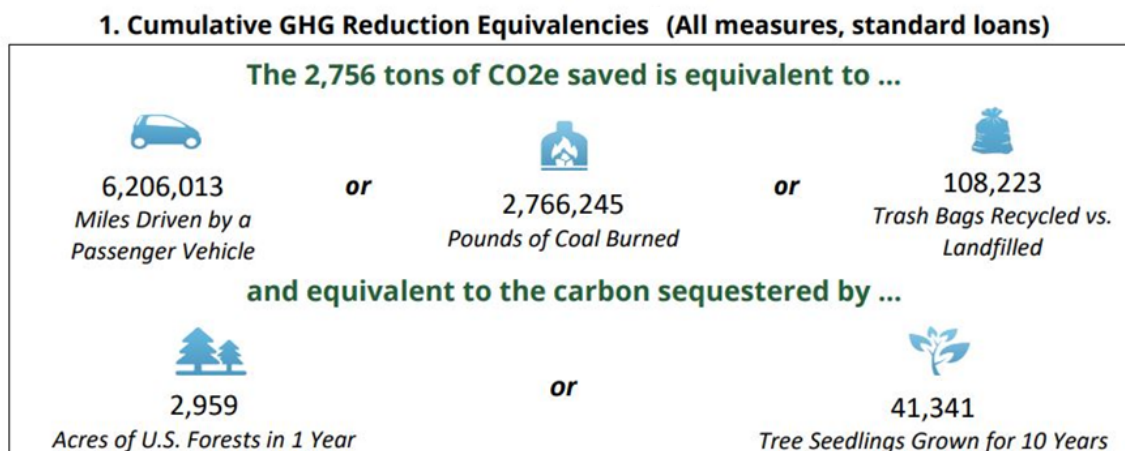 1. Cumulative GHG Reduction Equivalencies (All measures, standard loans)
The 2,756 tons of CO2e saved is equivalent to ...
6,206,013
Miles Driven by a
Passenger Vehicle
or
2,766,245
Pounds of Coal Burned
or
108,223
Trash Bags Recycled vs.
Landfilled
and equivalent to the carbon sequestered by ...
2,959
Acres of U.S. Forests in 1 Year
or
41,341
Tree Seedlings Grown for 10 Years